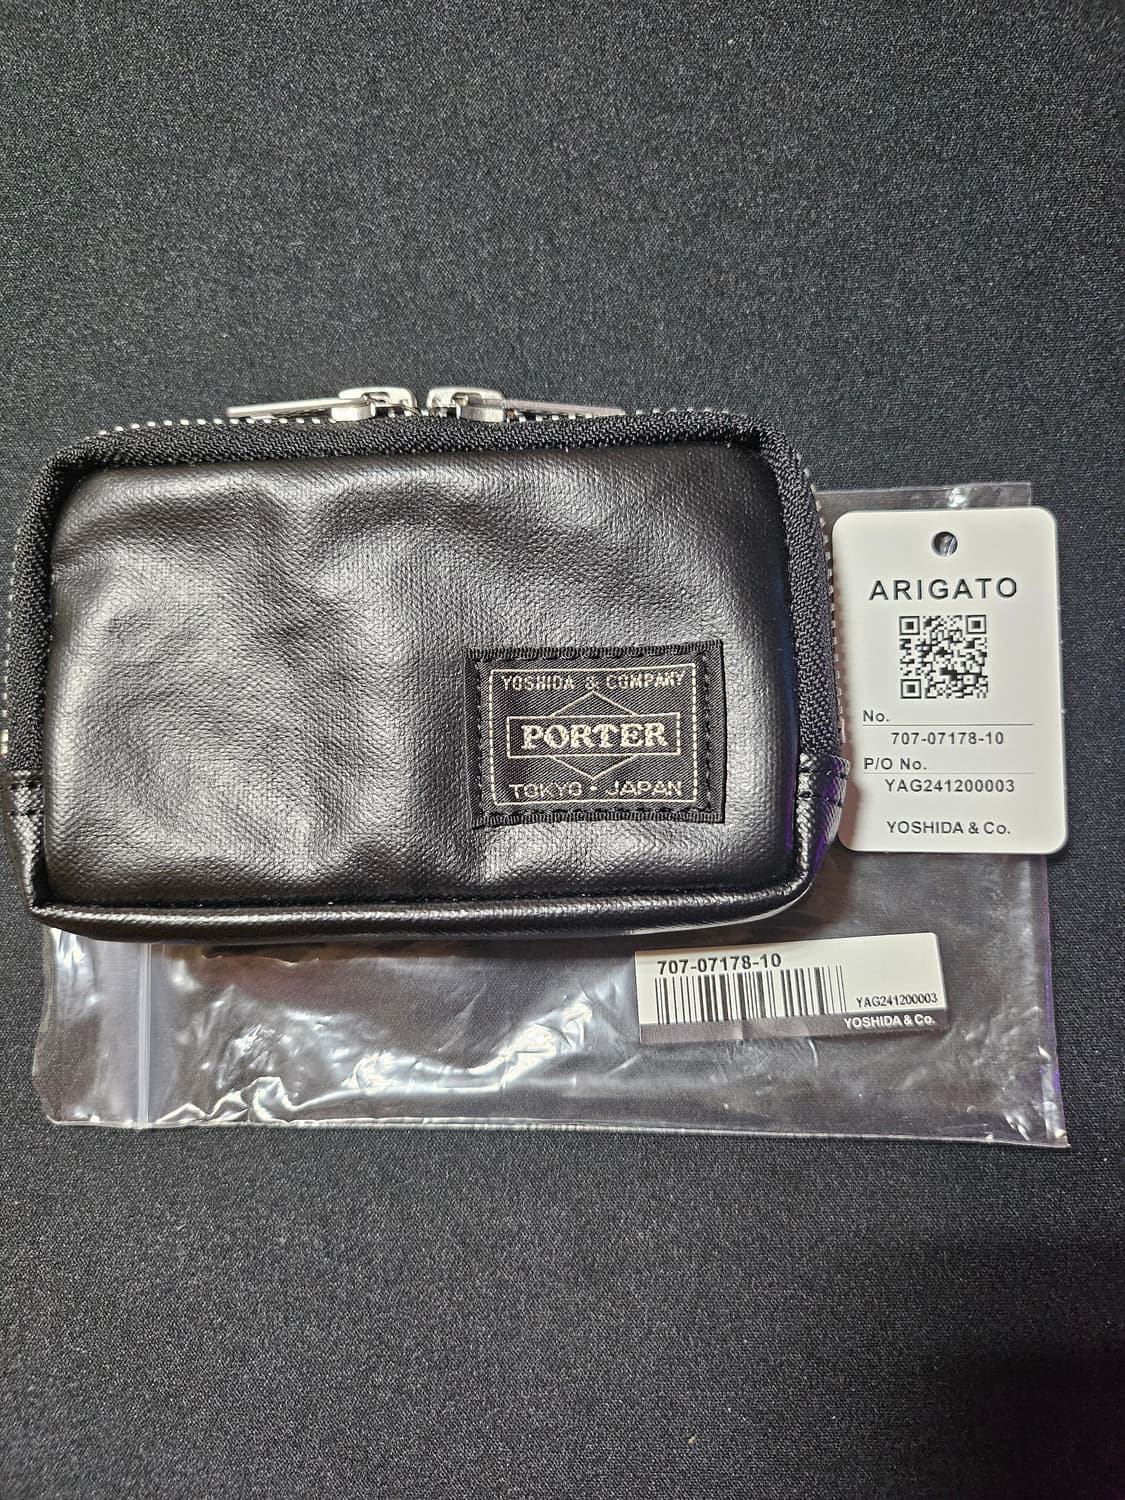 YOSHIDA & COMPANY
PORTER
TOKYO・JAPAN
ARIGATO
No.
707-07178-10
P/O No.
YAG241200003
YOSHIDA & Co.
707-07178-10
YAG241200003
YOSHIDA & Co.